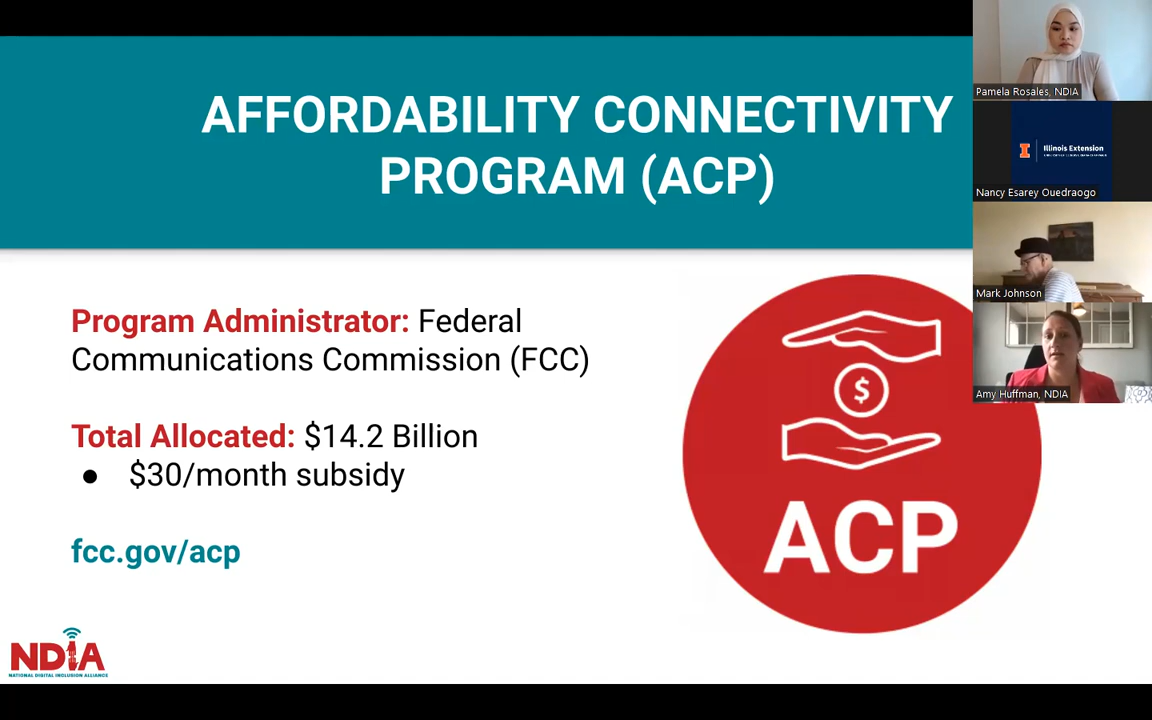 AFFORDABILITY CONNECTIVITY
PROGRAM (ACP)
Program Administrator: Federal
Communications Commission (FCC)
Total Allocated: $14.2 Billion
● $30/month subsidy
fcc.gov/acp
$
ACP
NDIA
NATIONAL DIGITAL INCLUSION ALLIANCE
Pamela Rosales, NDIA
I Illinois Extension
Nancy Esarey Ouedraogo
Mark Johnson
Amy Huffman, NDIA